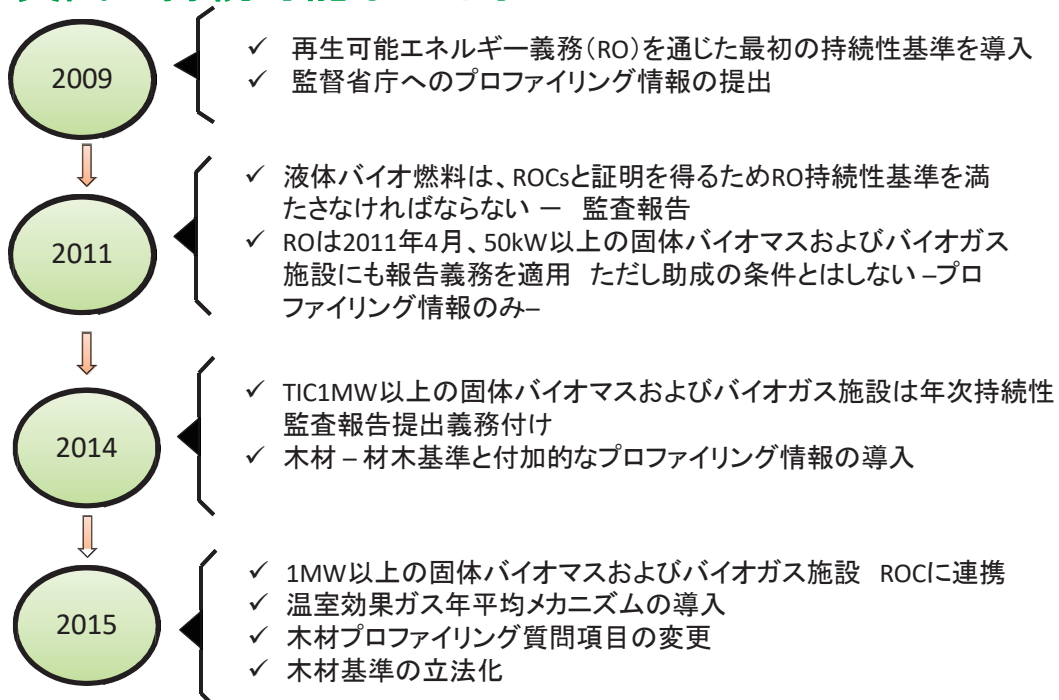 2009
✓ 再生可能エネルギー義務(RO)を通じた最初の持続性基準を導入
✓ 監督省庁へのプロファイリング情報の提出
2011
✓ 液体バイオ燃料は、ROCsと証明を得るためRO持続性基準を満
たさなければならない － 監査報告
✓ ROは2011年4月、50kW以上の固体バイオマスおよびバイオガス
施設にも報告義務を適用 ただし助成の条件とはしない –プロ
ファイリング情報のみ–
2014
✓ TIC1MW以上の固体バイオマスおよびバイオガス施設は年次持続性
監査報告提出義務付け
✓ 木材 – 材木基準と付加的なプロファイリング情報の導入
2015
✓ 1MW以上の固体バイオマスおよびバイオガス施設 ROCに連携
✓ 温室効果ガス年平均メカニズムの導入
✓ 木材プロファイリング質問項目の変更
✓ 木材基準の立法化